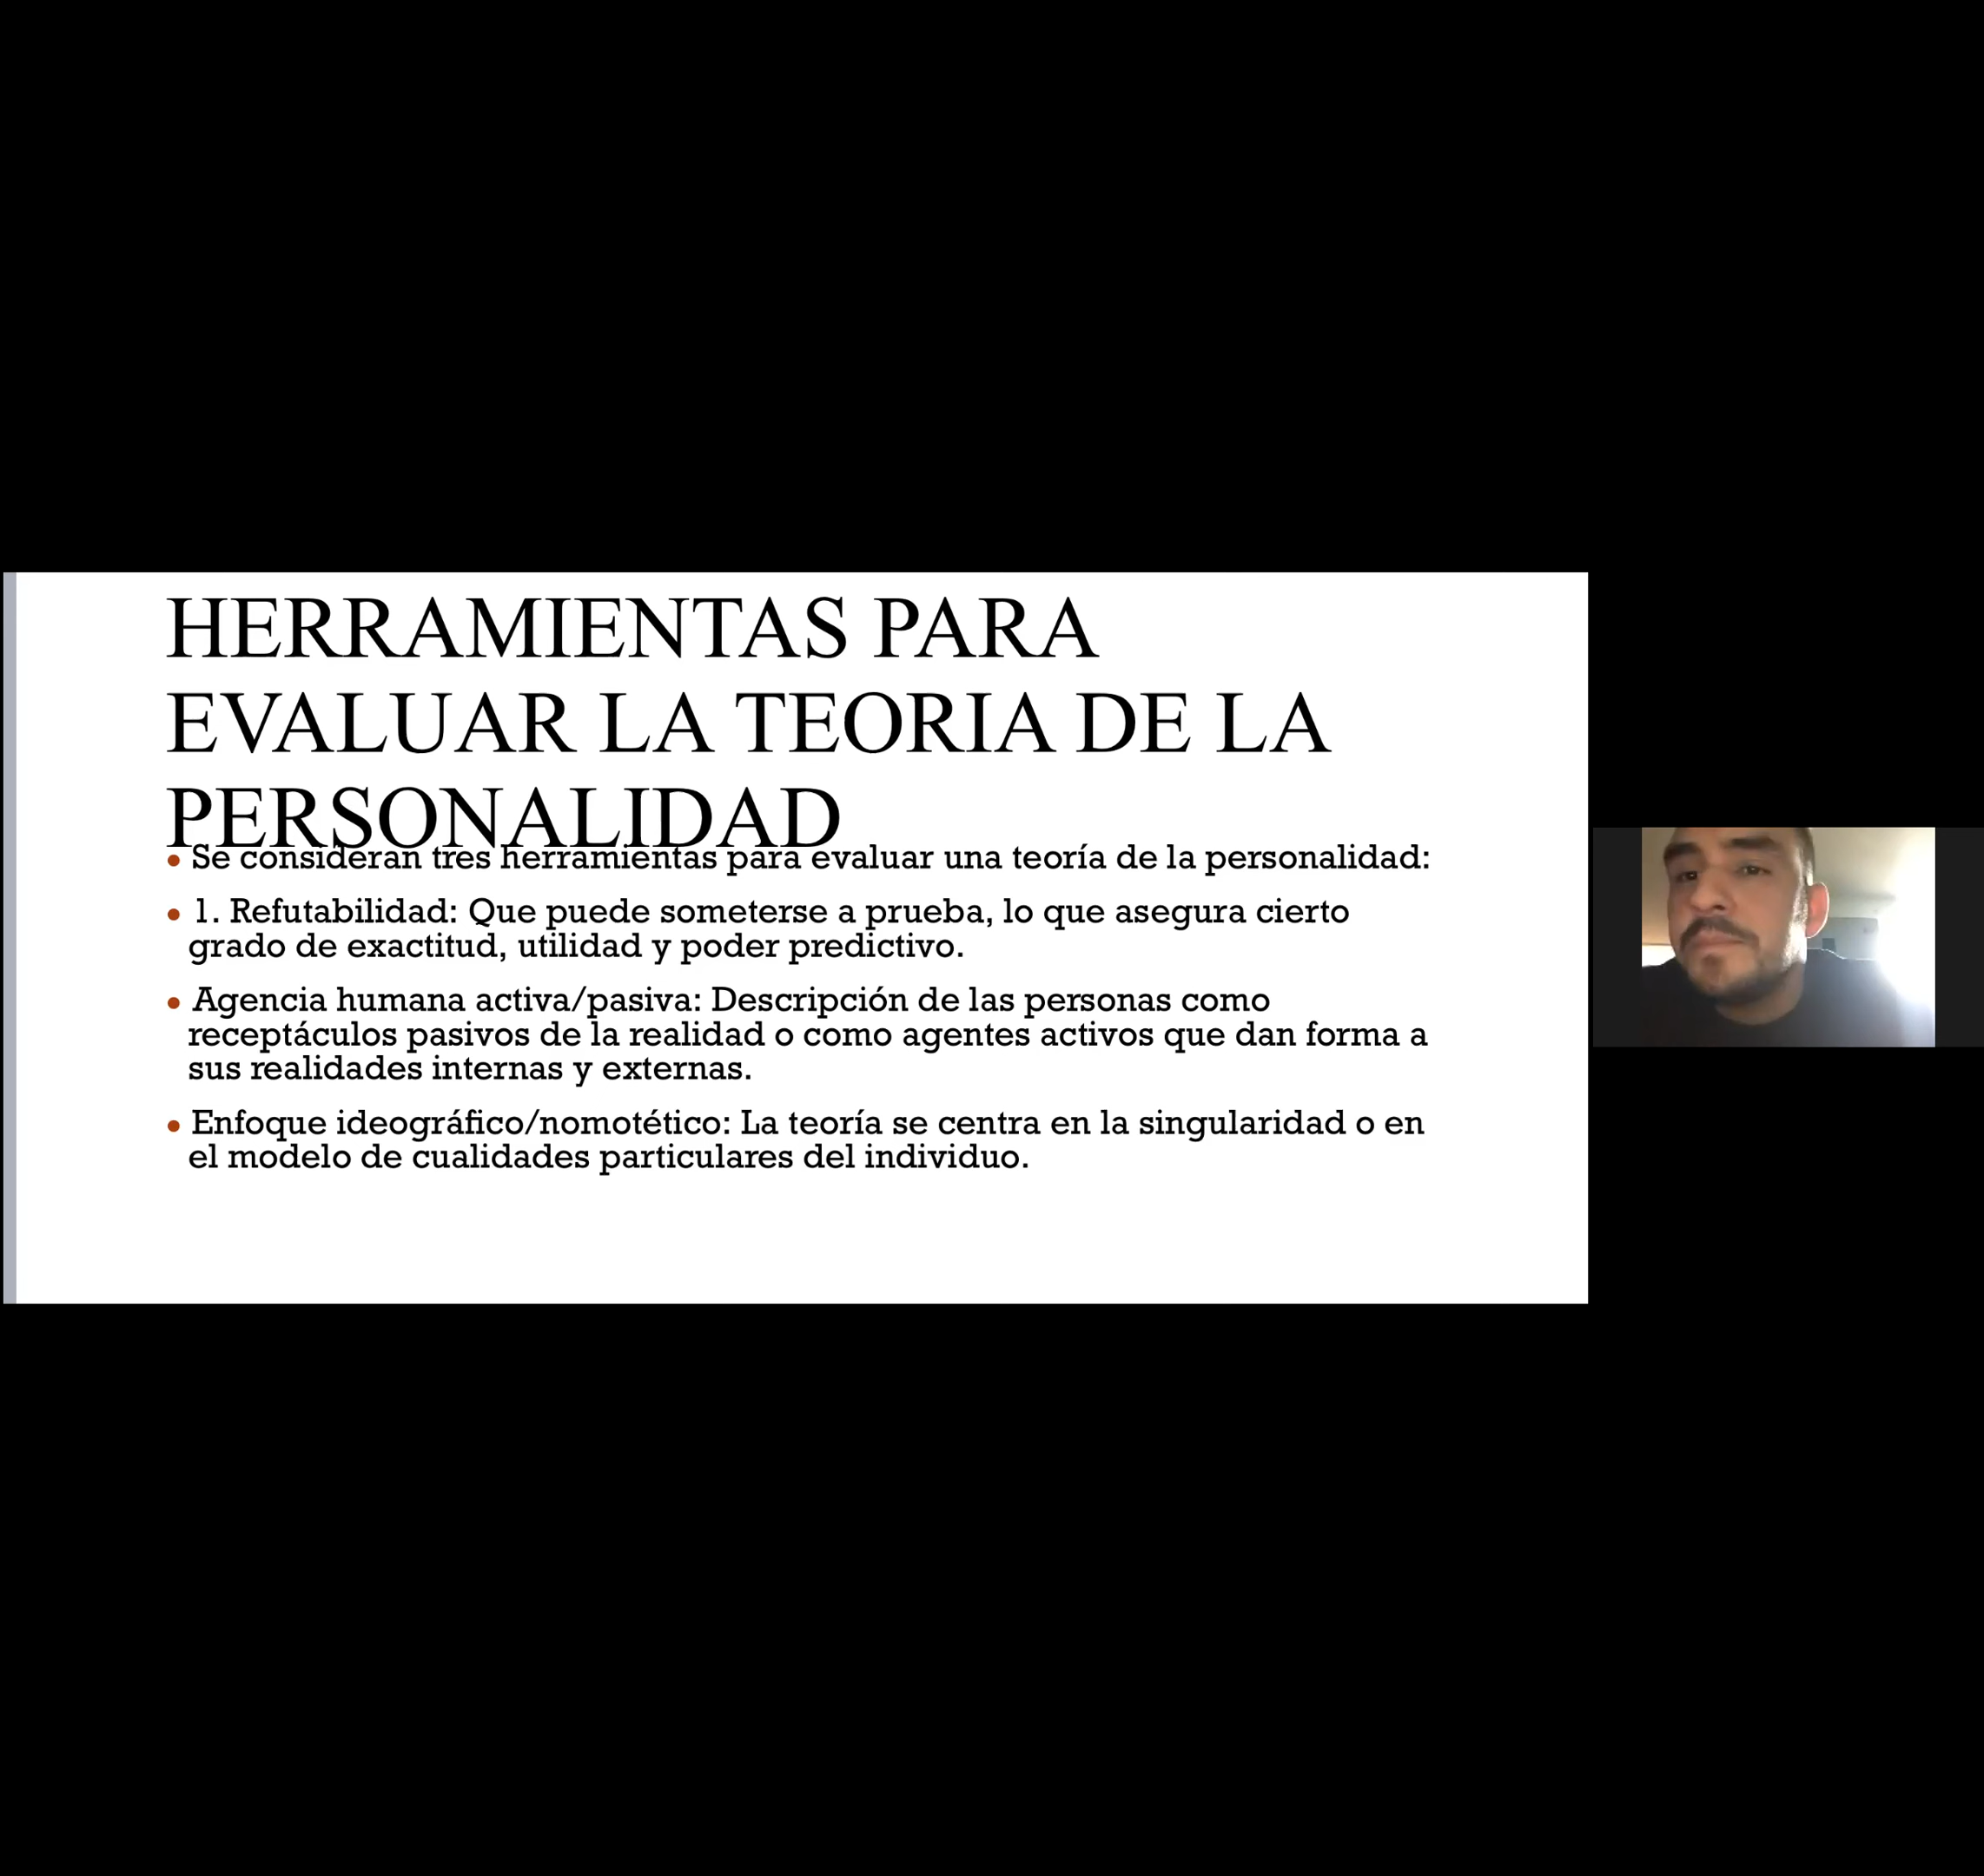 HERRAMIENTAS PARA
EVALUAR LA TEORIA DE LA
PERSONALIDAD
• Se consideran tres herramientas para evaluar una teoría de la personalidad:
• 1. Refutabilidad: Que puede someterse a prueba, lo que asegura cierto
grado de exactitud, utilidad y poder predictivo.
• Agencia humana activa/pasiva: Descripción de las personas como
receptáculos pasivos de la realidad o como agentes activos que dan forma a
sus realidades internas y externas.
• Enfoque ideográfico/nomotético: La teoría se centra en la singularidad o en
el modelo de cualidades particulares del individuo.